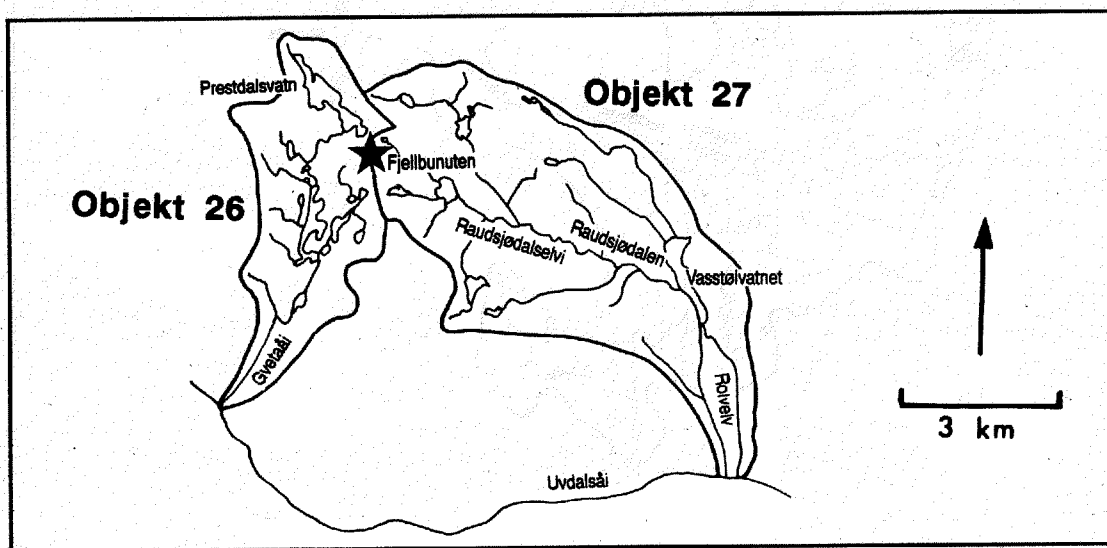 Prestdalsvatn
Objekt 27
Fjellbunuten
Objekt 26
Raudsjødalselvi
Raudsjødalen
Vasstølvatnet
Gvetaåi
Rolvelv
3 km
Uvdalsåi